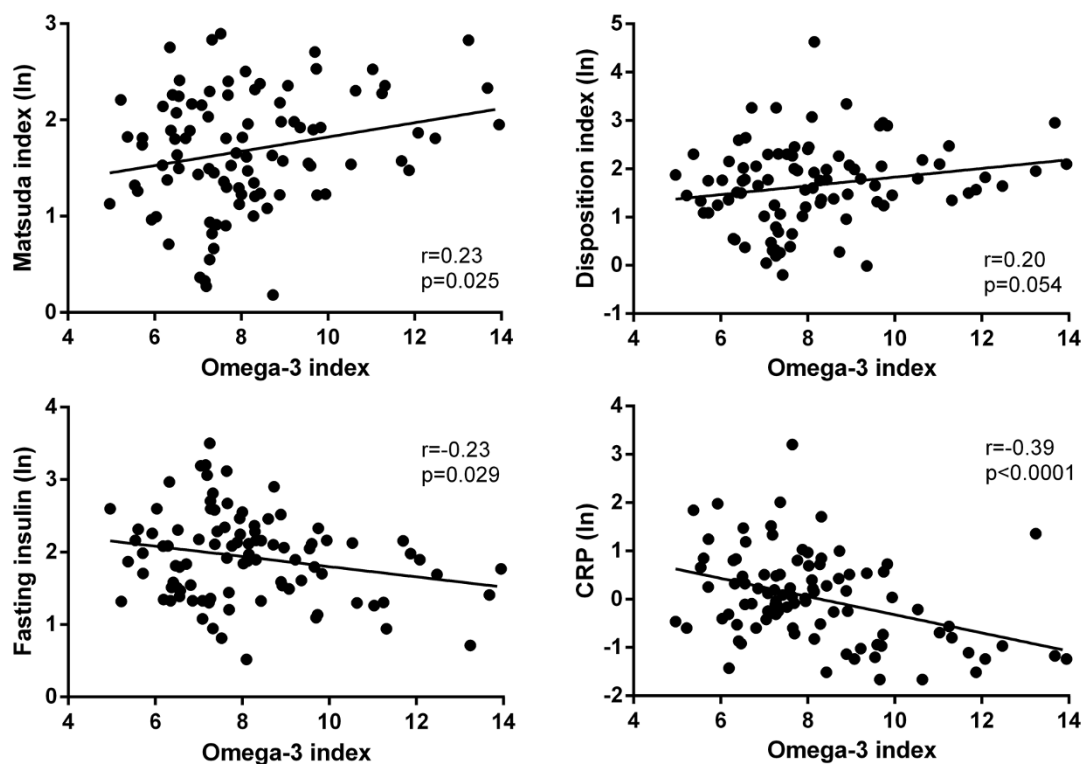 Matsuda index (ln)
3
2
1
0
4 6 8 10 12 14
Omega-3 index
r=0.23
p=0.025
Disposition index (ln)
5
4
3
2
1
0
-1
4 6 8 10 12 14
Omega-3 index
r=0.20
p=0.054
Fasting insulin (ln)
4
3
2
1
0
4 6 8 10 12 14
Omega-3 index
r=-0.23
p=0.029
CRP (ln)
4
3
2
1
0
-1
-2
4 6 8 10 12 14
Omega-3 index
r=-0.39
p<0.0001